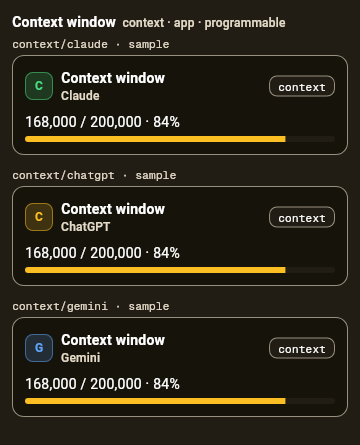 Context window context · app · programmable
context/claude · sample
C Context window context
Claude
168,000 / 200,000 · 84%
context/chatgpt · sample
C Context window context
ChatGPT
168,000 / 200,000 · 84%
context/gemini · sample
G Context window context
Gemini
168,000 / 200,000 · 84%